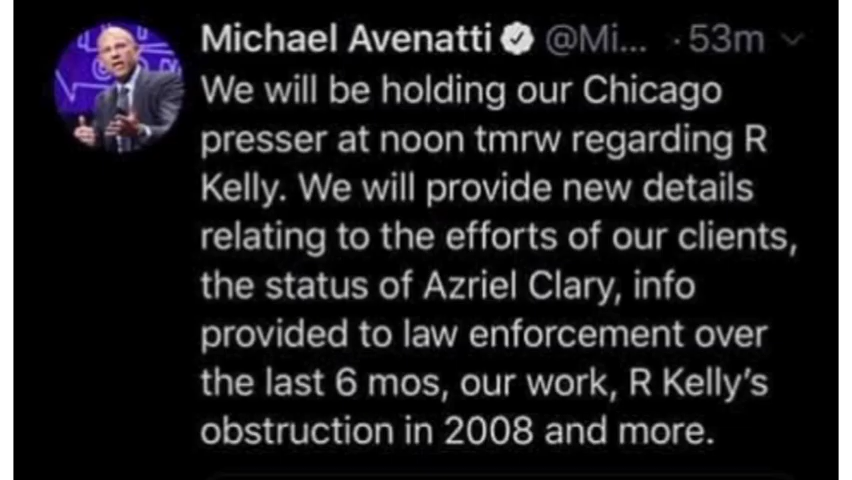 Michael Avenatti @Mi... · 53m
We will be holding our Chicago
presser at noon tmrw regarding R
Kelly. We will provide new details
relating to the efforts of our clients,
the status of Azriel Clary, info
provided to law enforcement over
the last 6 mos, our work, R Kelly's
obstruction in 2008 and more.